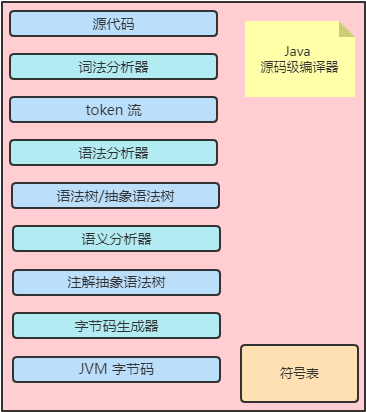 源代码
词法分析器
token 流
语法分析器
语法树/抽象语法树
语义分析器
注解抽象语法树
字节码生成器
JVM 字节码
Java
源码级编译器
符号表